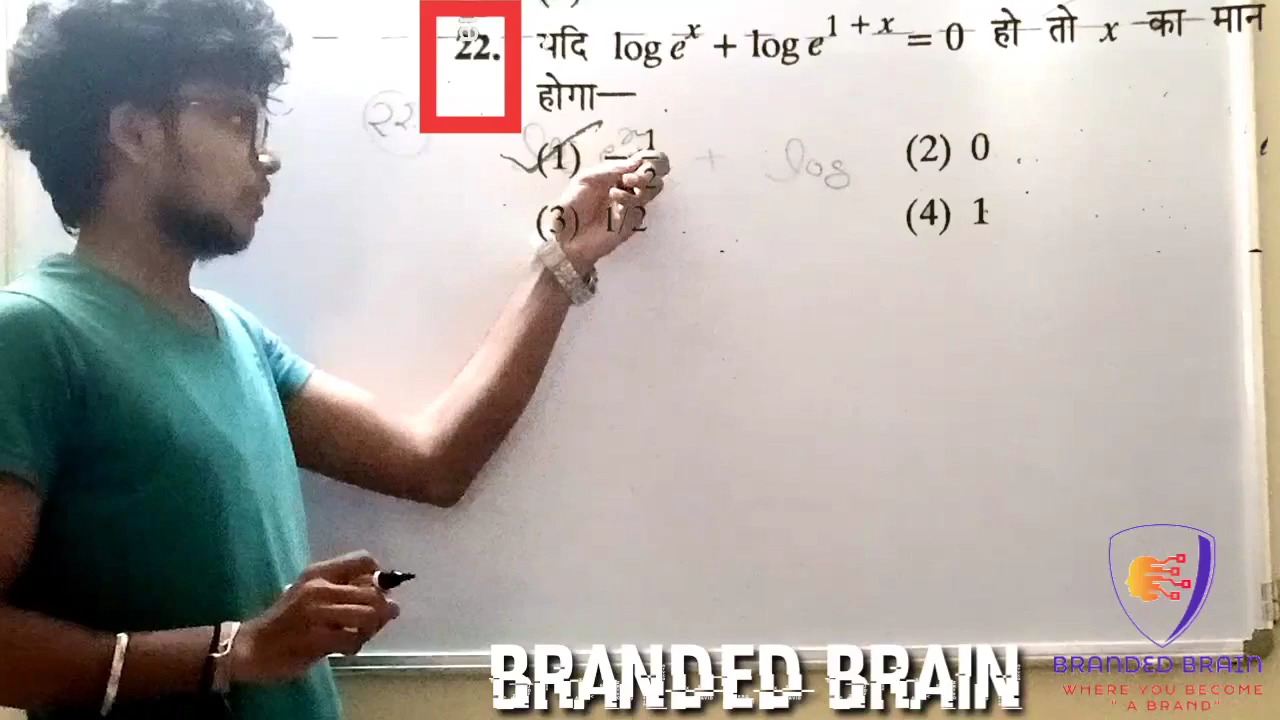 22. यदि log e^x + log e^{1 + x} = 0 हो तो x का मान
होगा—
(1) −1/2 (2) 0
(3) 1/2 (4) 1
२२
+ log
BRANDED BRAIN
BRANDED BRAIN
WHERE YOU BECOME
" A BRAND"